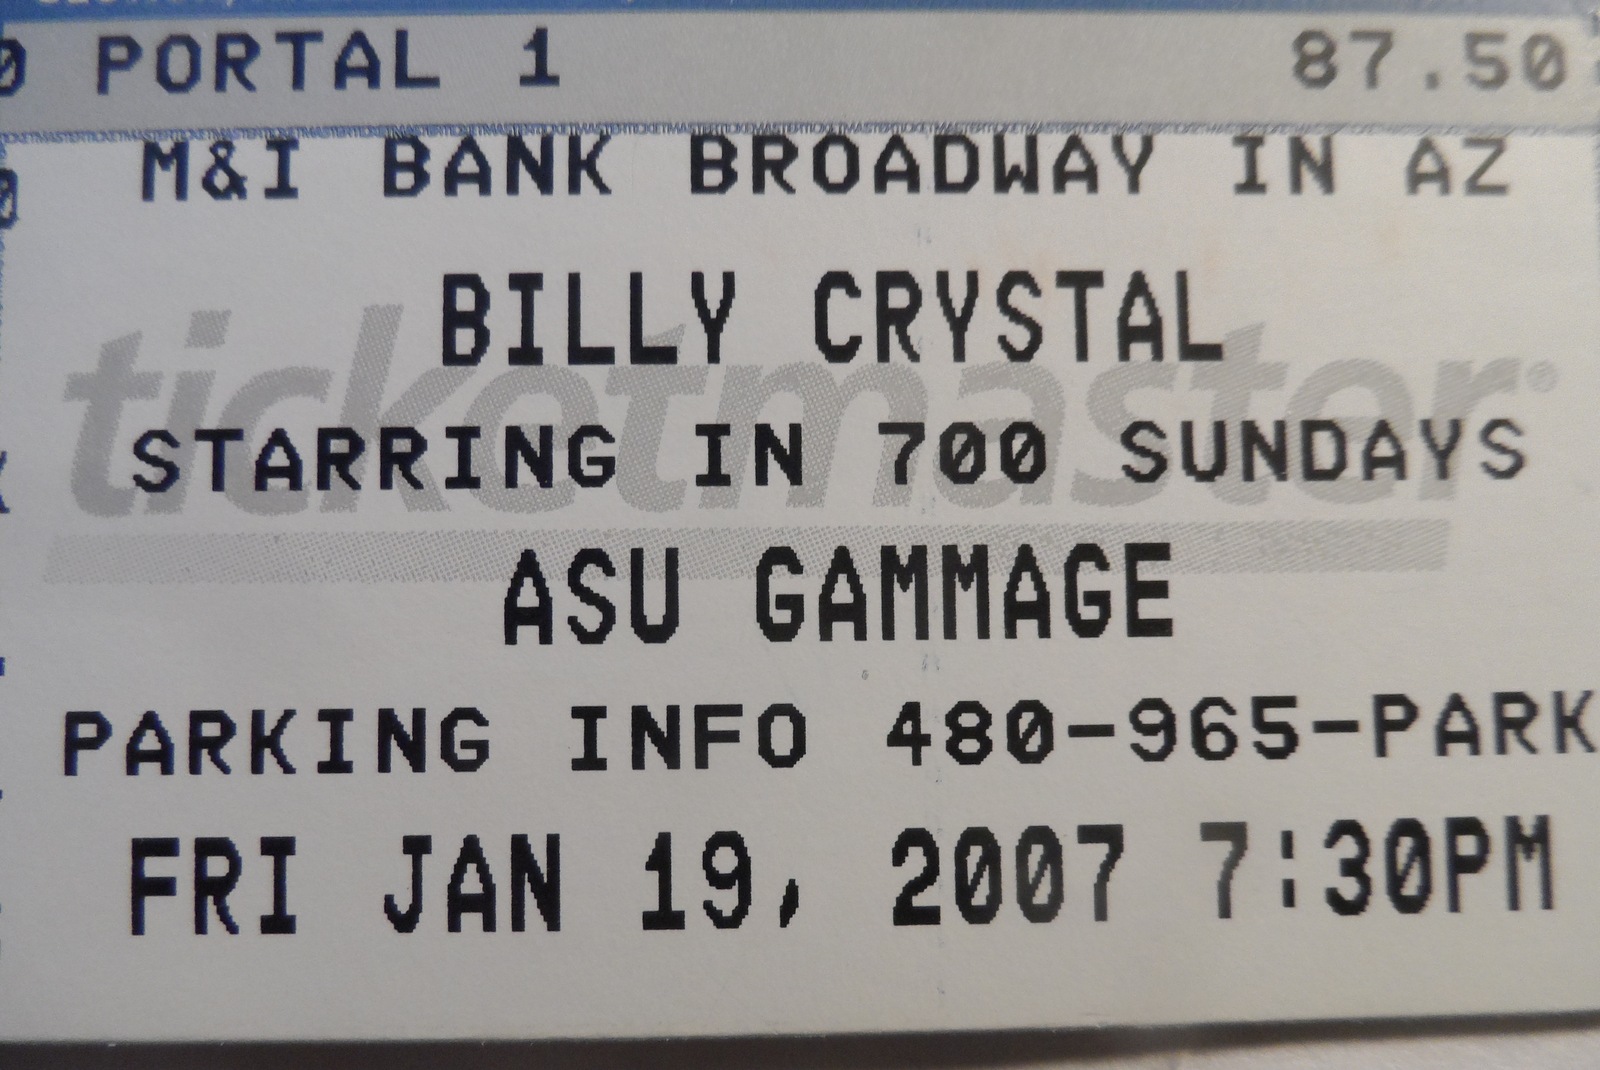 PORTAL 1 87.50
M&I BANK BROADWAY IN AZ
BILLY CRYSTAL
ticketmaster®
STARRING IN 700 SUNDAYS
ASU GAMMAGE
PARKING INFO 480-965-PARK
FRI JAN 19, 2007 7:30PM